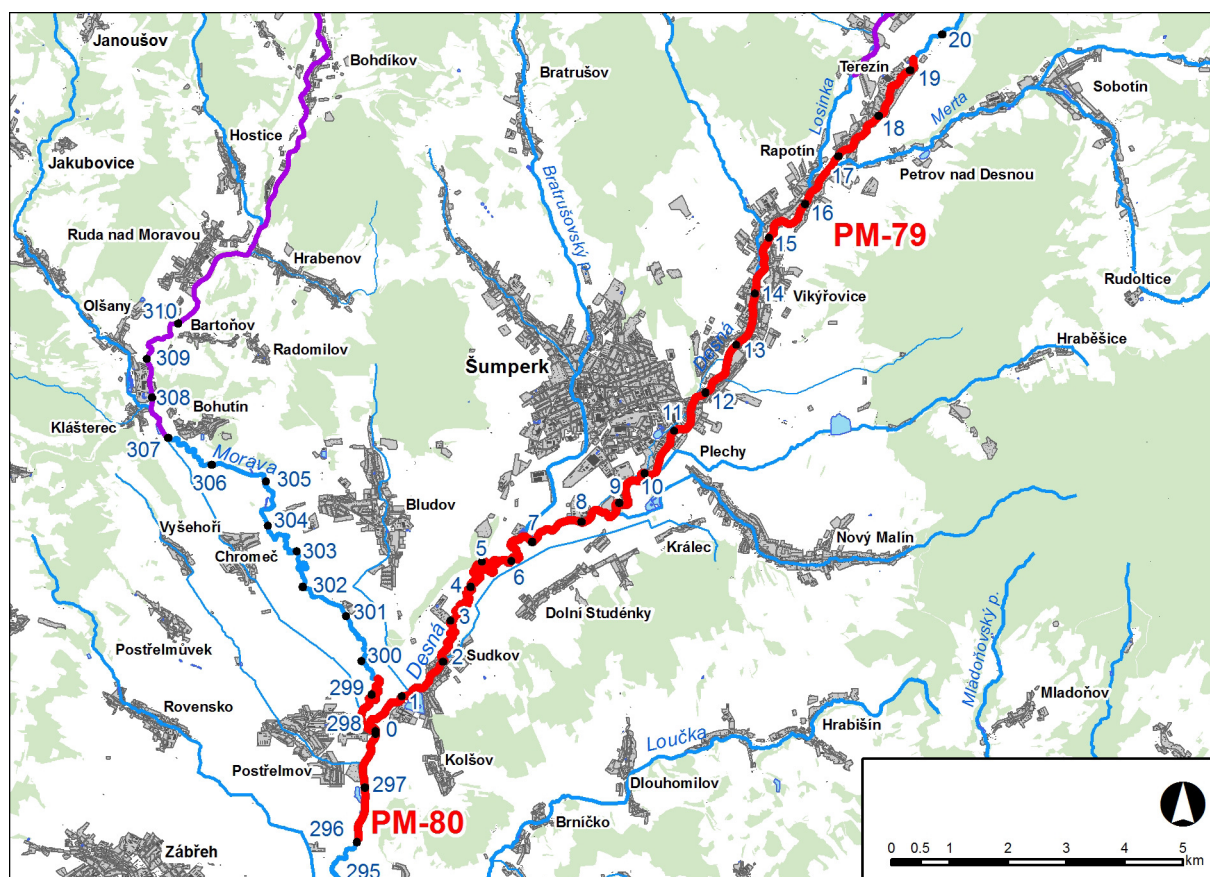 Janoušov
Bohdíkov
Bratrušov
Terezín
20
19
Sobotín
Losinka
Merta
18
Hostice
Jakubovice
Rapotín
17
Petrov nad Desnou
Bratrušovský p.
16
PM-79
Ruda nad Moravou
15
Hrabenov
Rudoltice
Olšany
14
Vikýřovice
310
Bartoňov
Radomilov
Desná
13
Hraběšice
309
Šumperk
308
12
Bohutín
Klášterec
11
307
Morava
Plechy
306
305
10
9
Bludov
8
304
Vyšehoří
7
Nový Malín
Chromeč
303
Králec
5
6
302
4
Dolní Studénky
301
3
Postřelmůvek
Desná
Mladoňovský p.
300
2
Sudkov
Mladoňov
299
1
Rovensko
298
0
Hrabišín
Loučka
Kolšov
Postřelmov
Dlouhomilov
297
PM-80
296
Brníčko
Zábřeh
295
0 0.5 1 2 3 4 5
km